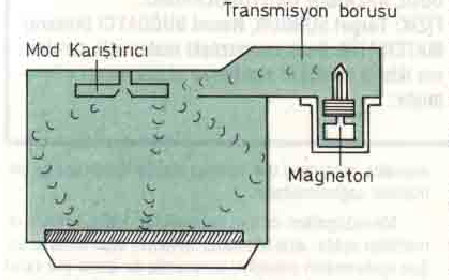 Transmisyon borusu
Mod Karıştırıcı
Magneton